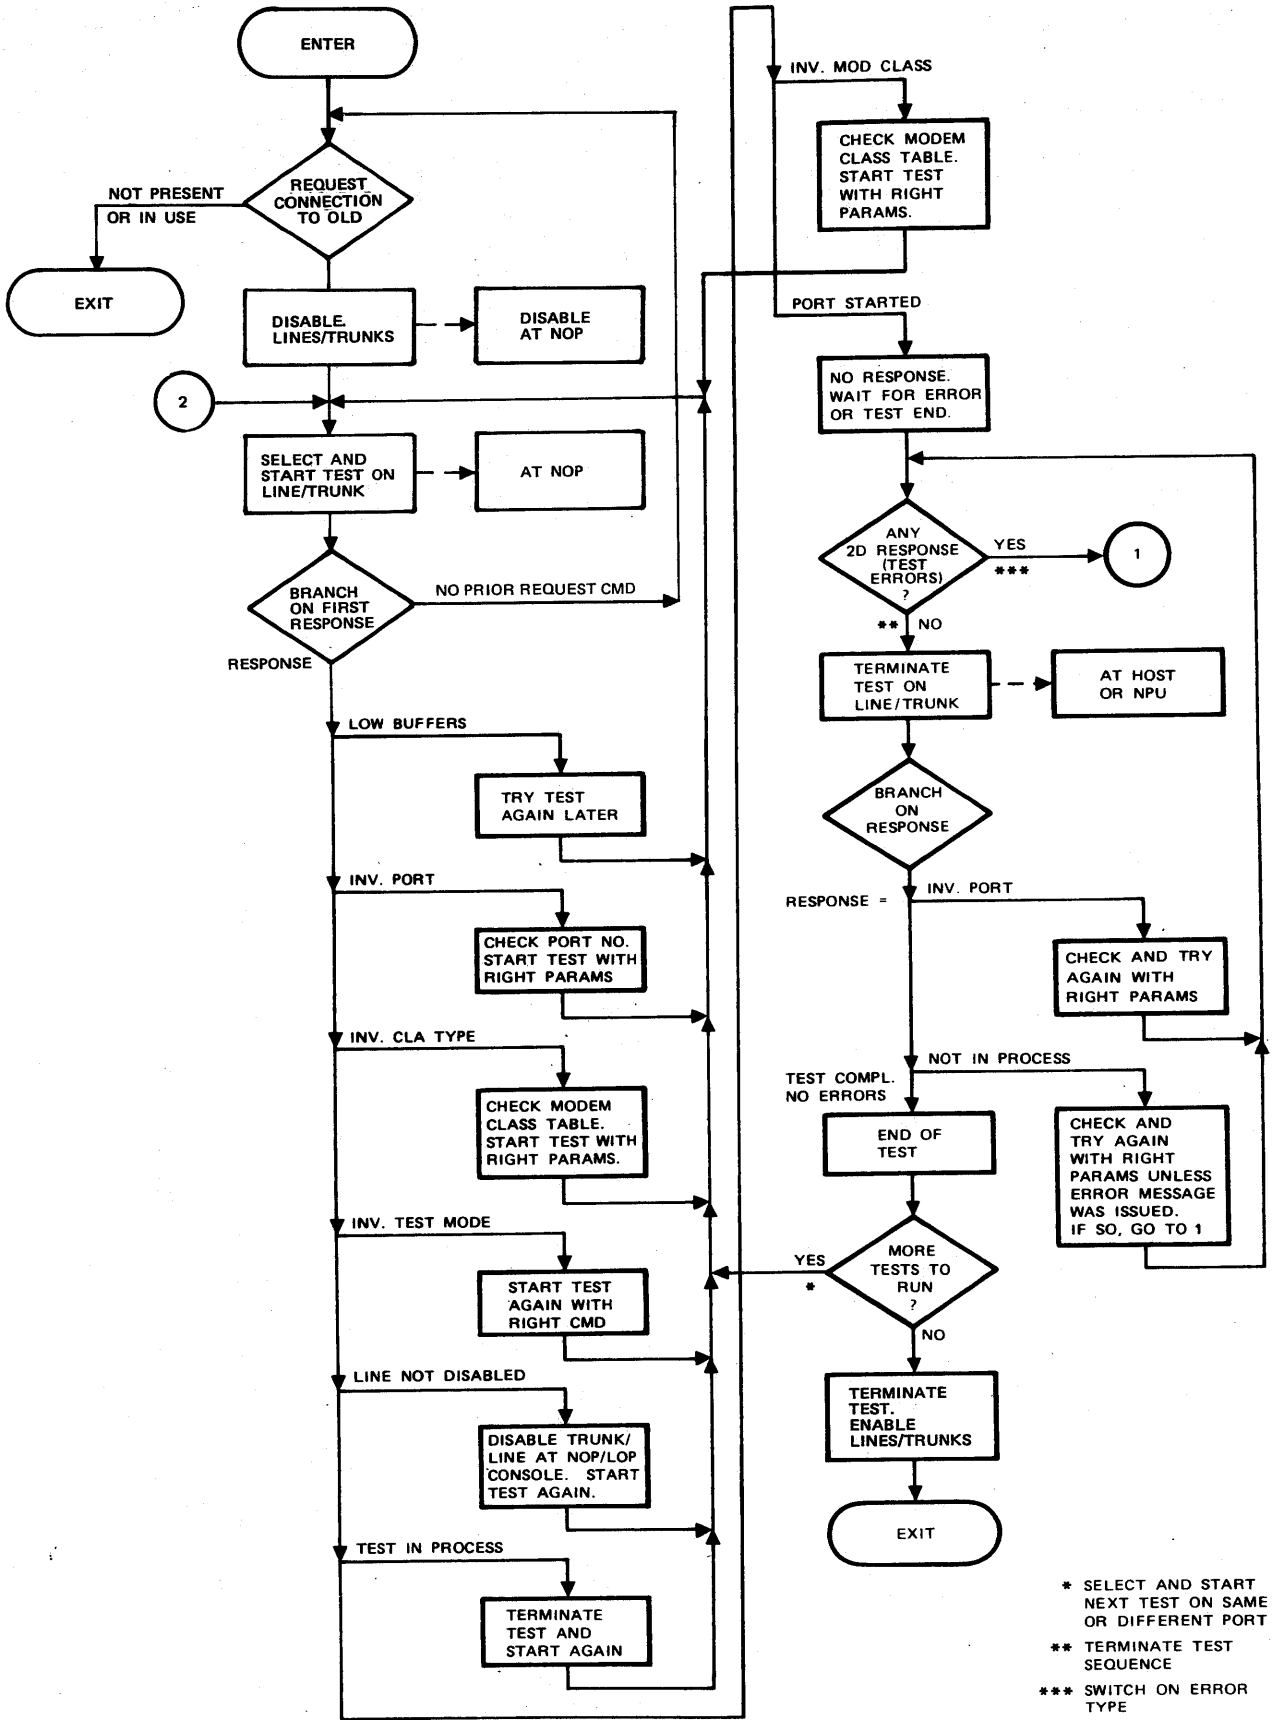 ENTER
REQUEST
CONNECTION
TO OLD
NOT PRESENT
OR IN USE
EXIT
DISABLE.
LINES/TRUNKS
DISABLE
AT NOP
2
SELECT AND
START TEST ON
LINE/TRUNK
AT NOP
BRANCH
ON FIRST
RESPONSE
NO PRIOR REQUEST CMD
RESPONSE
LOW BUFFERS
TRY TEST
AGAIN LATER
INV. PORT
CHECK PORT NO.
START TEST WITH
RIGHT PARAMS
INV. CLA TYPE
CHECK MODEM
CLASS TABLE.
START TEST WITH
RIGHT PARAMS.
INV. TEST MODE
START TEST
AGAIN WITH
RIGHT CMD
LINE NOT DISABLED
DISABLE TRUNK/
LINE AT NOP/LOP
CONSOLE. START
TEST AGAIN.
TEST IN PROCESS
TERMINATE
TEST AND
START AGAIN
INV. MOD CLASS
CHECK MODEM
CLASS TABLE.
START TEST
WITH RIGHT
PARAMS.
PORT STARTED
NO RESPONSE.
WAIT FOR ERROR
OR TEST END.
ANY
2D RESPONSE
(TEST
ERRORS)
?
YES
***
1
** NO
TERMINATE
TEST ON
LINE/TRUNK
AT HOST
OR NPU
BRANCH
ON
RESPONSE
RESPONSE =
INV. PORT
CHECK AND TRY
AGAIN WITH
RIGHT PARAMS
NOT IN PROCESS
TEST COMPL.
NO ERRORS
END OF
TEST
CHECK AND
TRY AGAIN
WITH RIGHT
PARAMS UNLESS
ERROR MESSAGE
WAS ISSUED.
IF SO, GO TO 1
MORE
TESTS TO
RUN
?
YES
*
NO
TERMINATE
TEST.
ENABLE
LINES/TRUNKS
EXIT
* SELECT AND START
NEXT TEST ON SAME
OR DIFFERENT PORT
** TERMINATE TEST
SEQUENCE
*** SWITCH ON ERROR
TYPE